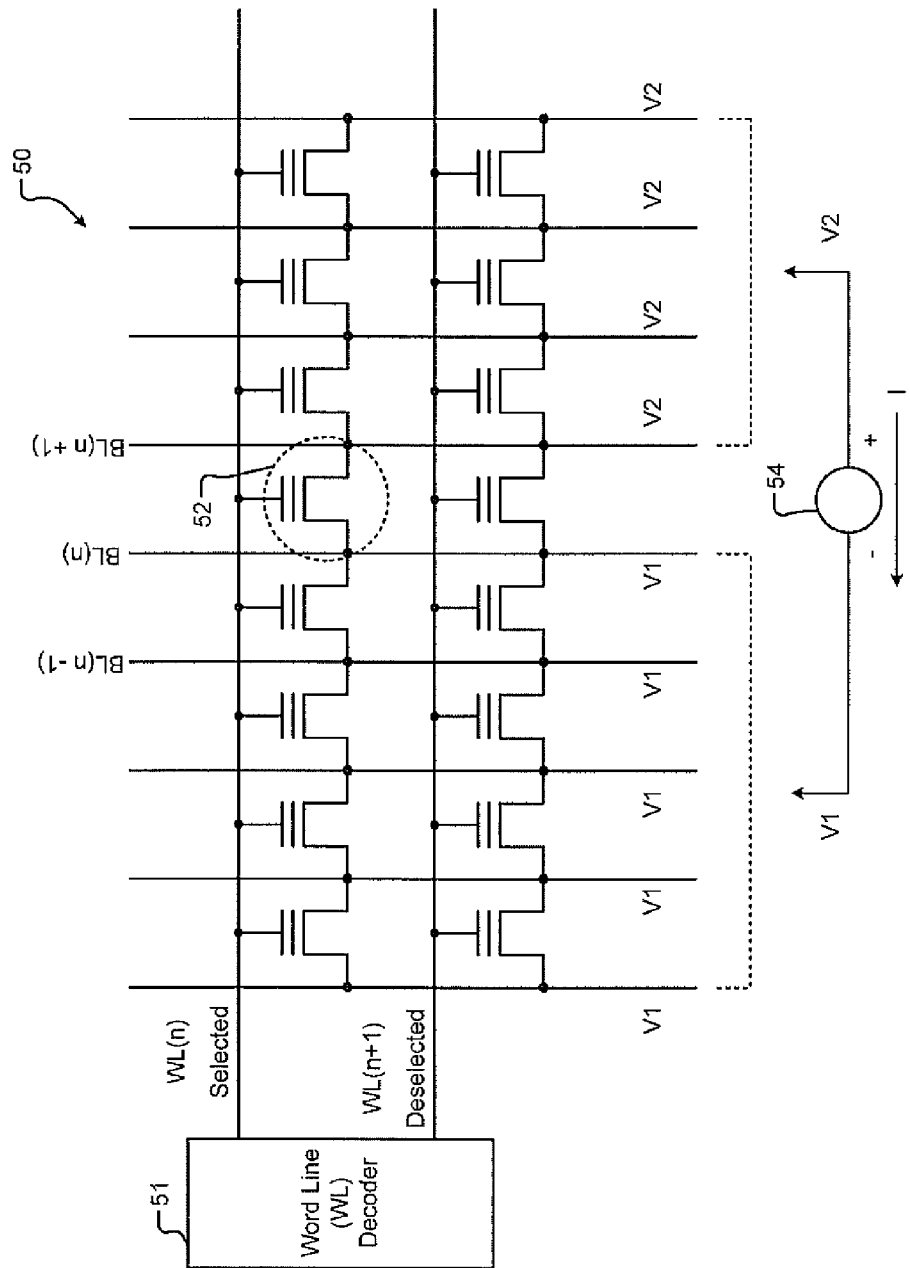 50
BL(n+1)
BL(n)
BL(n-1)
52
WL(n)
Selected
WL(n+1)
Deselected
51
Word Line
(WL)
Decoder
V1
V1
V1
V1
V1
V2
V2
V2
V2
V1
V2
-
+
54
I